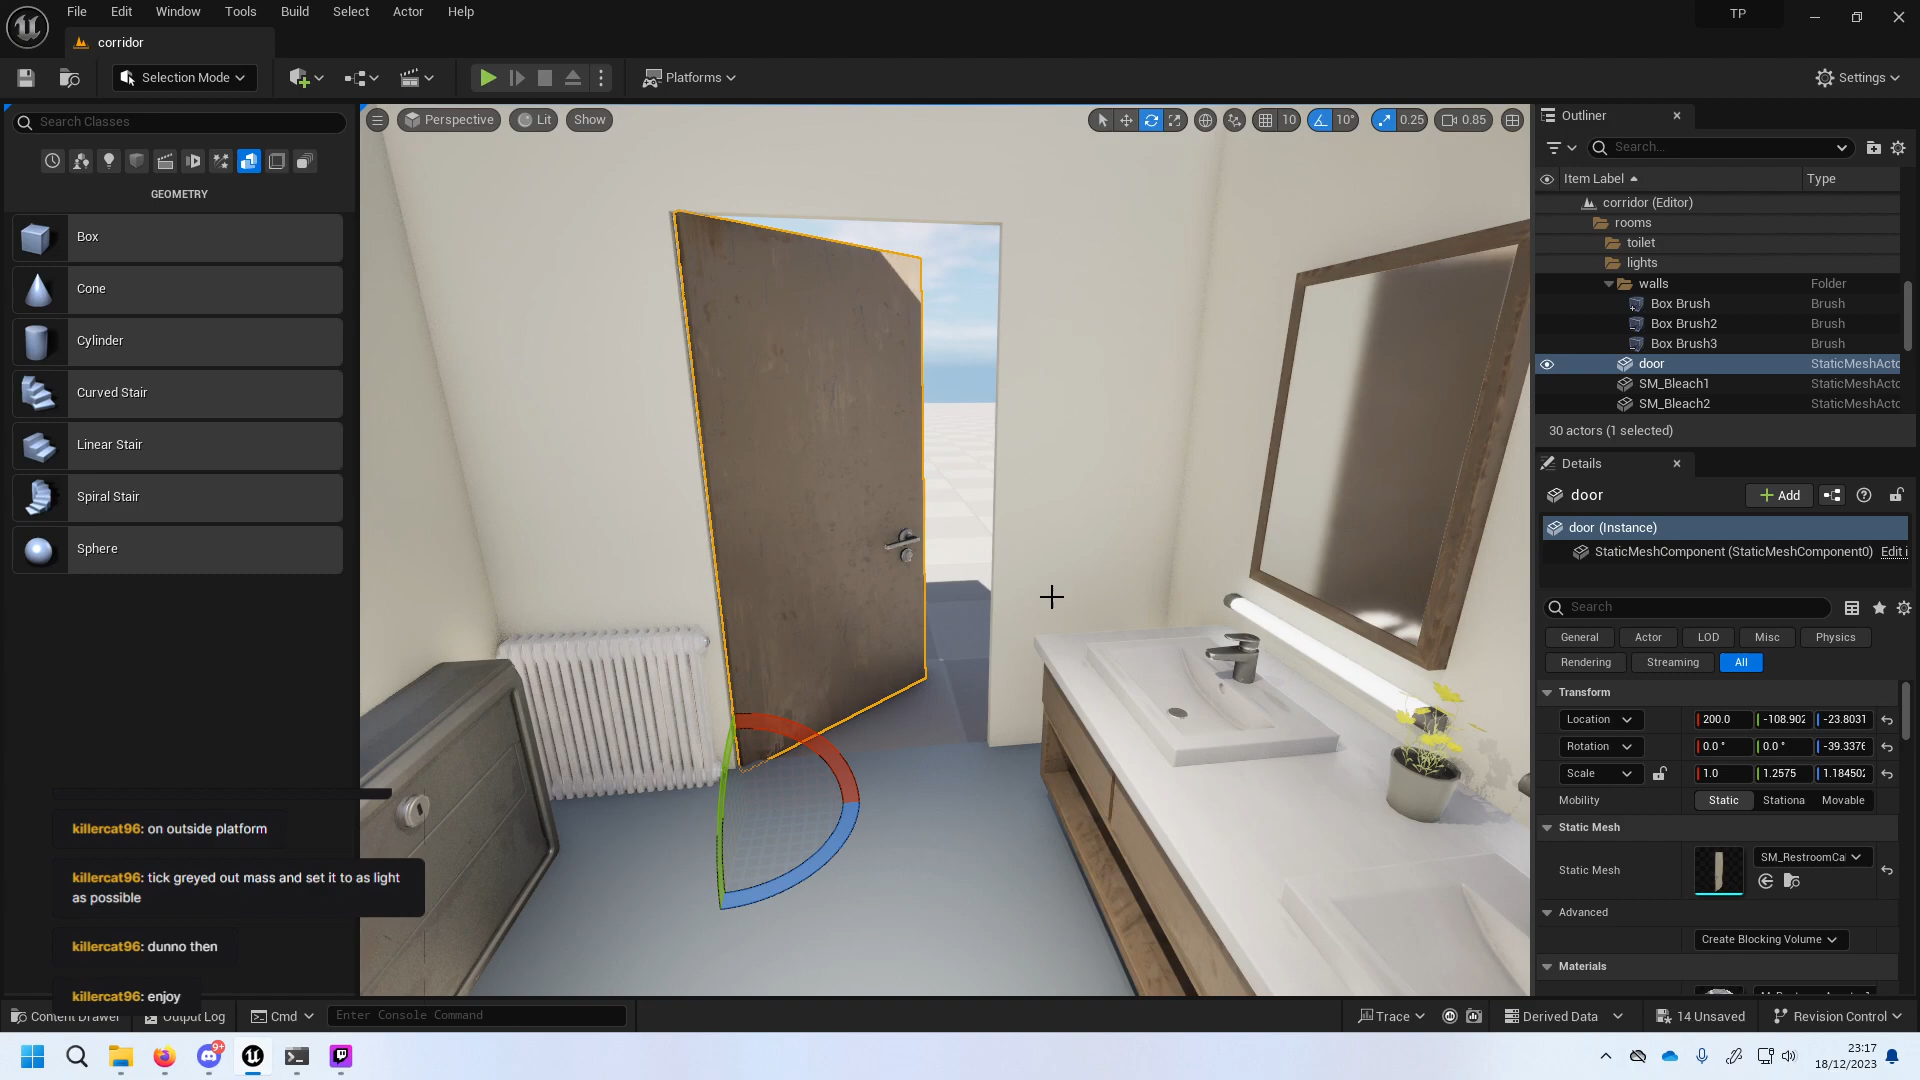 File Edit Window Tools Build Select Actor Help
TP
corridor
Selection Mode
Platforms
Settings
Search Classes
GEOMETRY
Box
Cone
Cylinder
Curved Stair
Linear Stair
Spiral Stair
Sphere
Perspective
Lit
Show
10
10°
0.25
0.85
Outliner
Search...
Item Label
Type
corridor (Editor)
rooms
toilet
lights
walls Folder
Box Brush Brush
Box Brush2 Brush
Box Brush3 Brush
door StaticMeshActo
SM_Bleach1 StaticMeshActo
SM_Bleach2 StaticMeshActo
30 actors (1 selected)
Details
door
Add
door (Instance)
StaticMeshComponent (StaticMeshComponent0) Edit i
Search
General Actor LOD Misc Physics
Rendering Streaming All
Transform
Location 200.0 -108.902 -23.8031
Rotation 0.0 ° 0.0 ° -39.3376
Scale 1.0 1.2575 1.184502
Mobility Static Stationa Movable
Static Mesh
Static Mesh
SM_RestroomCa
Advanced
Create Blocking Volume
Materials
killercat96: on outside platform
killercat96: tick greyed out mass and set it to as light
as possible
killercat96: dunno then
killercat96: enjoy
Content Drawer
Output Log
Cmd
Enter Console Command
Trace
Derived Data
14 Unsaved
Revision Control
9+
23:17
18/12/2023